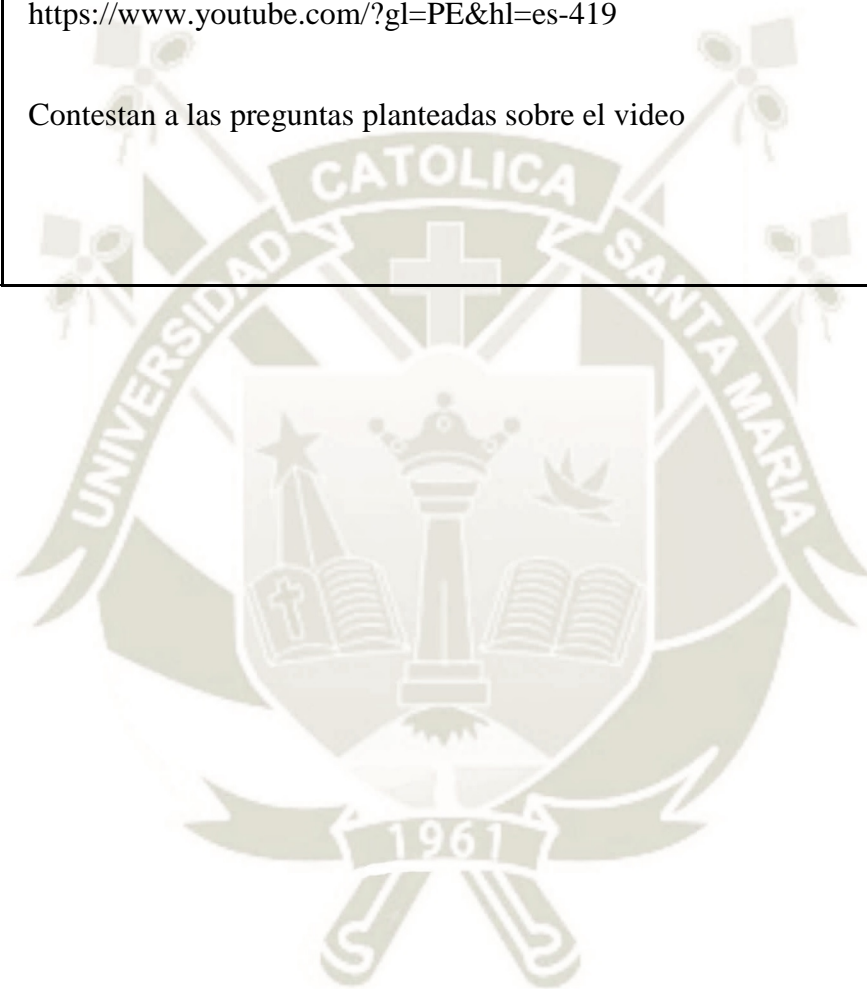 https://www.youtube.com/?gl=PE&hl=es-419
Contestan a las preguntas planteadas sobre el video
UNIVERSIDAD CATOLICA SANTA MARIA
1961